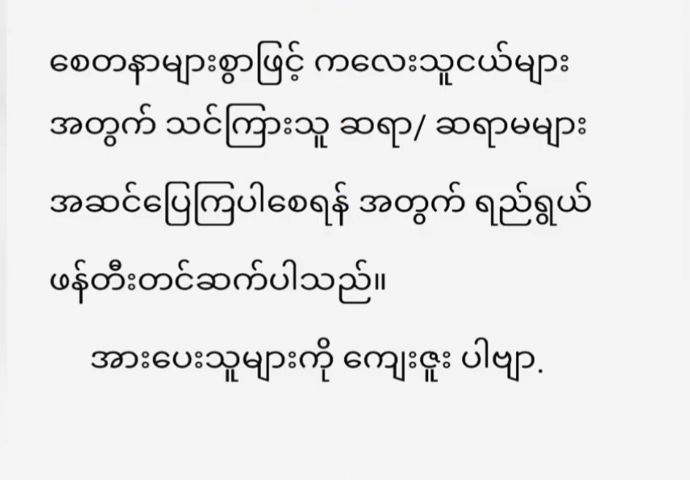 စေတနာများစွာဖြင့် ကလေးသူငယ်များ
အတွက် သင်ကြားသူ ဆရာ/ ဆရာမများ
အဆင်ပြေကြပါစေရန် အတွက် ရည်ရွယ်
ဖန်တီးတင်ဆက်ပါသည်။
အားပေးသူများကို ကျေးဇူး ပါဗျာ.